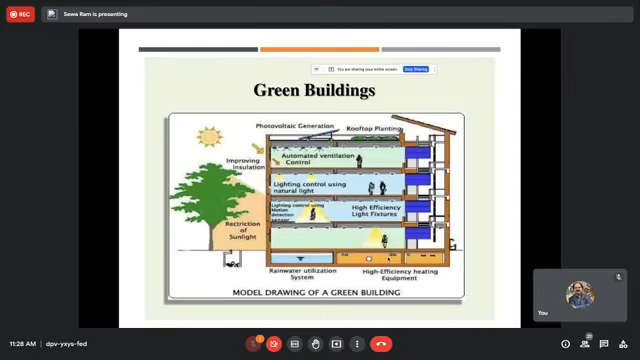 REC
Sewa Ram is presenting
You are sharing your entire screen
Stop Sharing
Green Buildings
Photovoltaic Generation
Rooftop Planting
Improving
Insulation
Automated ventilation
Control
Lighting control using
natural light
Lighting control using
Motion
detection
sensor
High Efficiency
Light Fixtures
Rectriction
of
Sunlight
Rainwater utilization
System
High-Efficiency heating
Equipment
MODEL DRAWING OF A GREEN BUILDING
You
11:28 AM
dpv-yxys-fed